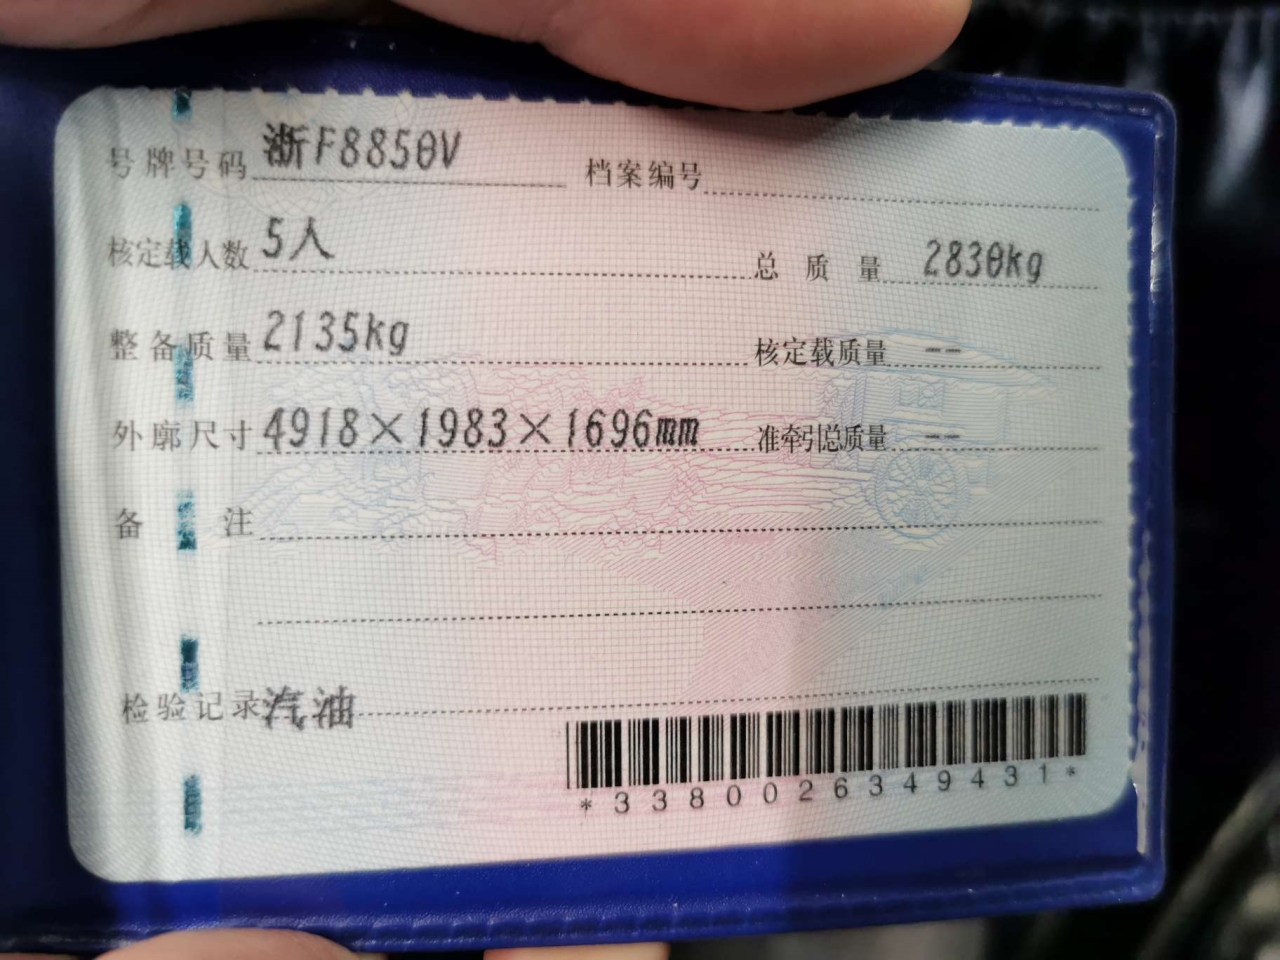 号牌号码 浙F8850V 档案编号
核定载人数 5人 总质量 2830kg
整备质量 2135kg 核定载质量 --
外廓尺寸 4918×1983×1696mm 准牵引总质量 --
备注
检验记录 汽油
*3380026349431*